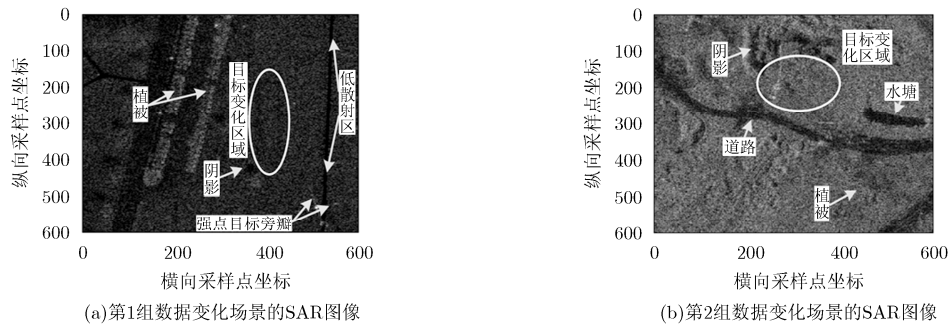 0
100
200
300
400
500
600
纵向采样点坐标
植被
目标变化区域
阴影
低散射区
强点目标旁瓣
0
200
400
600
横向采样点坐标
(a)第1组数据变化场景的SAR图像
0
100
200
300
400
500
600
纵向采样点坐标
阴影
目标变
化区域
水塘
道路
植被
0
200
400
600
横向采样点坐标
(b)第2组数据变化场景的SAR图像